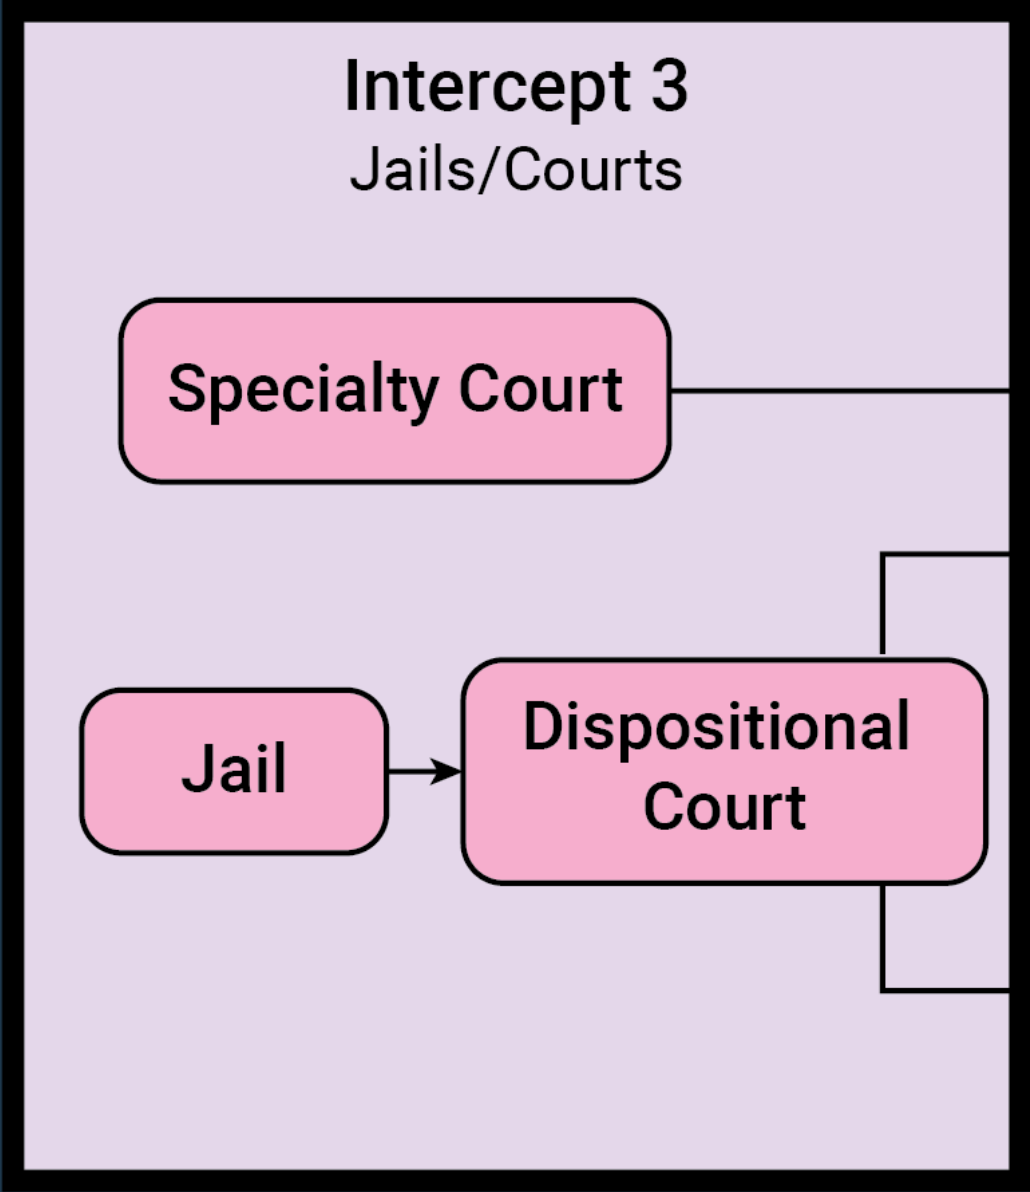 Intercept 3
Jails/Courts
Specialty Court
Jail
Dispositional
Court